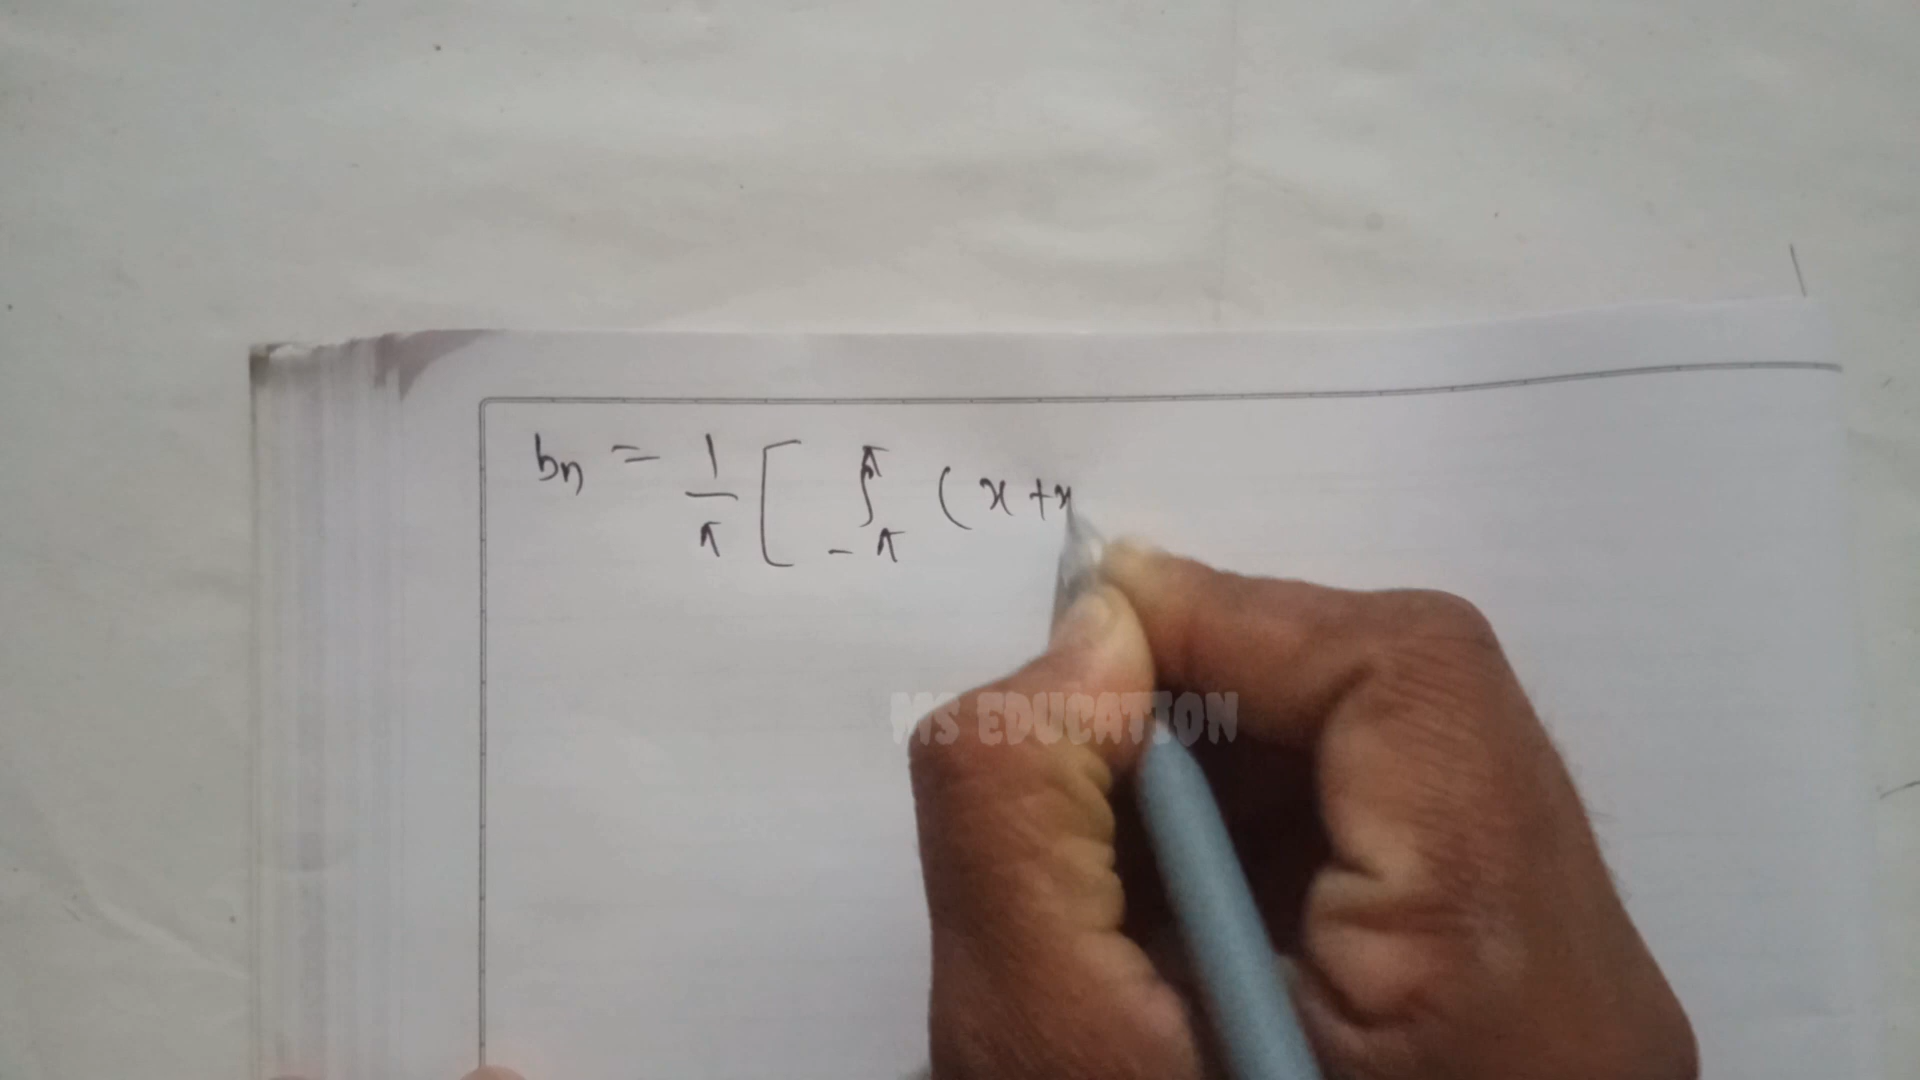 bn = 1/π [ ∫_{-π}^{π} (x + x
MS EDUCATION